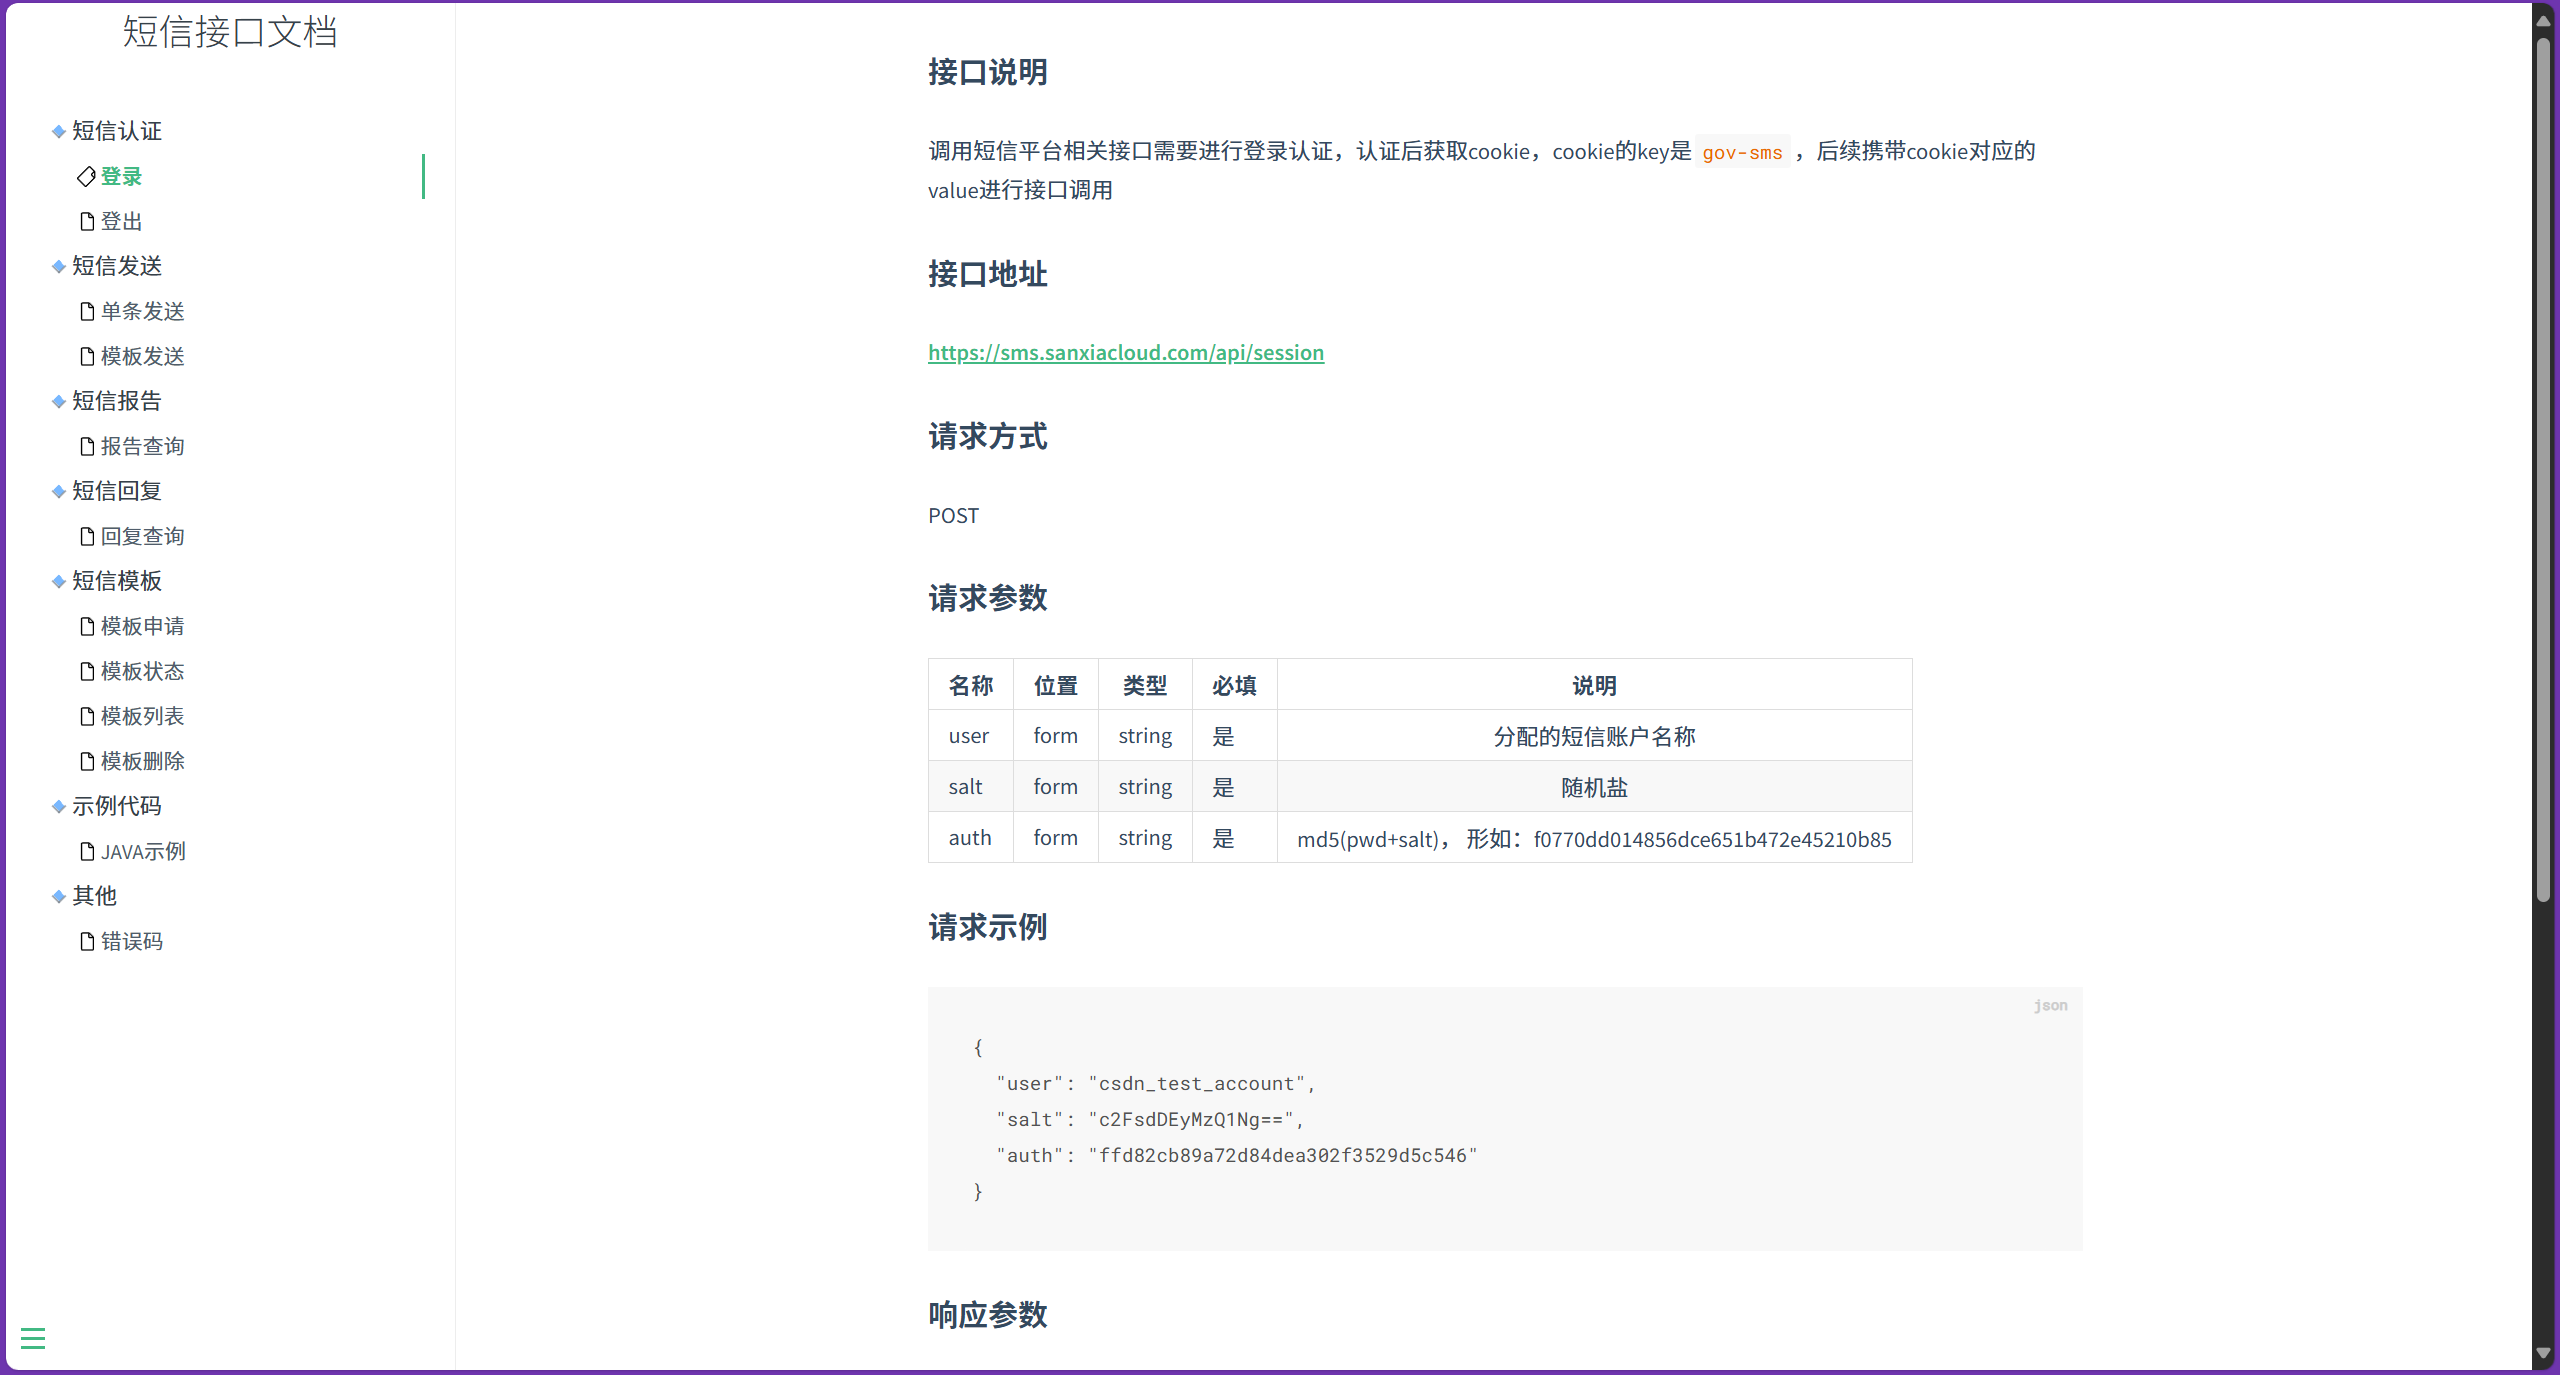 短信接口文档
短信认证
登录
登出
短信发送
单条发送
模板发送
短信报告
报告查询
短信回复
回复查询
短信模板
模板申请
模板状态
模板列表
模板删除
示例代码
JAVA示例
其他
错误码
接口说明
调用短信平台相关接口需要进行登录认证，认证后获取cookie，cookie的key是 gov-sms ，后续携带cookie对应的
value进行接口调用
接口地址
https://sms.sanxiacloud.com/api/session
请求方式
POST
请求参数
名称 位置 类型 必填 说明
user form string 是 分配的短信账户名称
salt form string 是 随机盐
auth form string 是 md5(pwd+salt)， 形如：f0770dd014856dce651b472e45210b85
请求示例
json
{
"user": "csdn_test_account",
"salt": "c2FsdDEyMzQ1Ng==",
"auth": "ffd82cb89a72d84dea302f3529d5c546"
}
响应参数